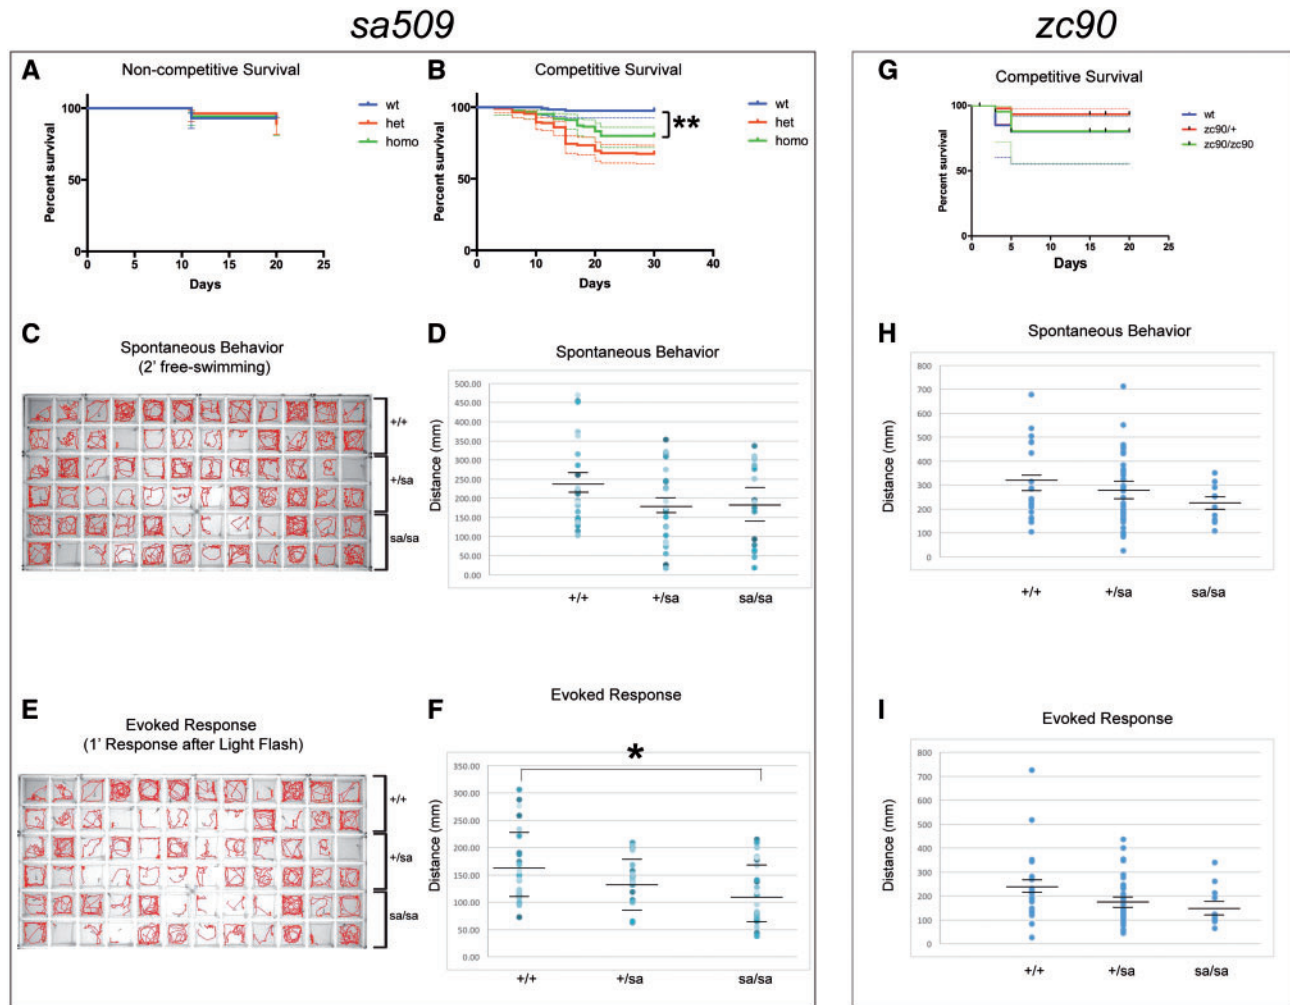 sa509
zc90
A
Non-competitive Survival
Percent survival
100
50
0
0 5 10 15 20 25
Days
wt
het
homo
B
Competitive Survival
Percent survival
100
50
0
0 10 20 30 40
Days
wt
het
homo
**
G
Competitive Survival
Percent survival
100
50
0
0 5 10 15 20 25
Days
wt
zc90/+
zc90/zc90
C
Spontaneous Behavior
(2' free-swimming)
+/+
+/sa
sa/sa
D
Spontaneous Behavior
Distance (mm)
500.00
450.00
400.00
350.00
300.00
250.00
200.00
150.00
100.00
50.00
0.00
+/+ +/sa sa/sa
H
Spontaneous Behavior
Distance (mm)
800
700
600
500
400
300
200
100
0
+/+ +/sa sa/sa
E
Evoked Response
(1' Response after Light Flash)
+/+
+/sa
sa/sa
F
Evoked Response
Distance (mm)
350.00
300.00
250.00
200.00
150.00
100.00
50.00
0.00
*
+/+ +/sa sa/sa
I
Evoked Response
Distance (mm)
800
700
600
500
400
300
200
100
0
+/+ +/sa sa/sa